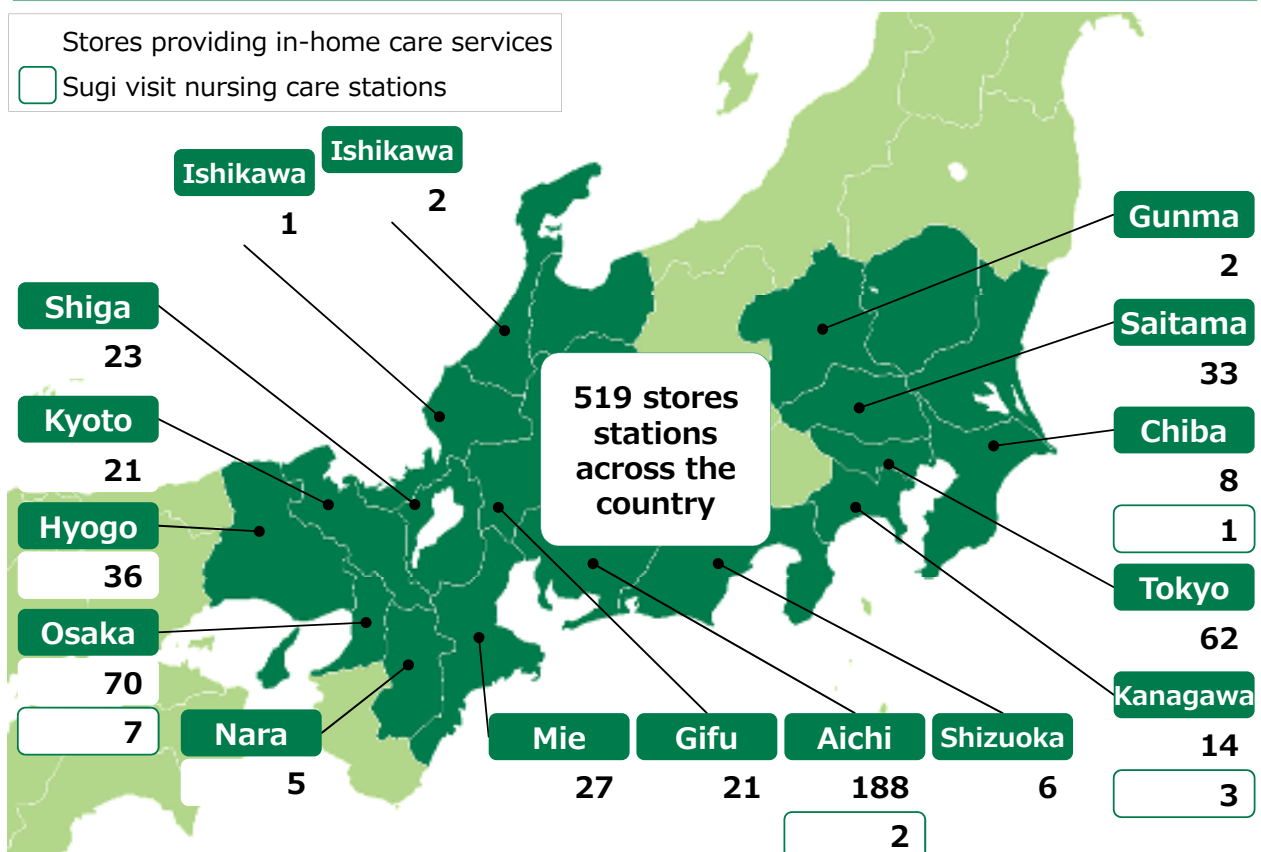 Stores providing in-home care services
Sugi visit nursing care stations
Ishikawa
1
Ishikawa
2
Shiga
23
Kyoto
21
Hyogo
36
Osaka
70
7
Nara
5
Mie
27
Gifu
21
Aichi
188
2
Shizuoka
6
519 stores
stations
across the
country
Gunma
2
Saitama
33
Chiba
8
1
Tokyo
62
Kanagawa
14
3